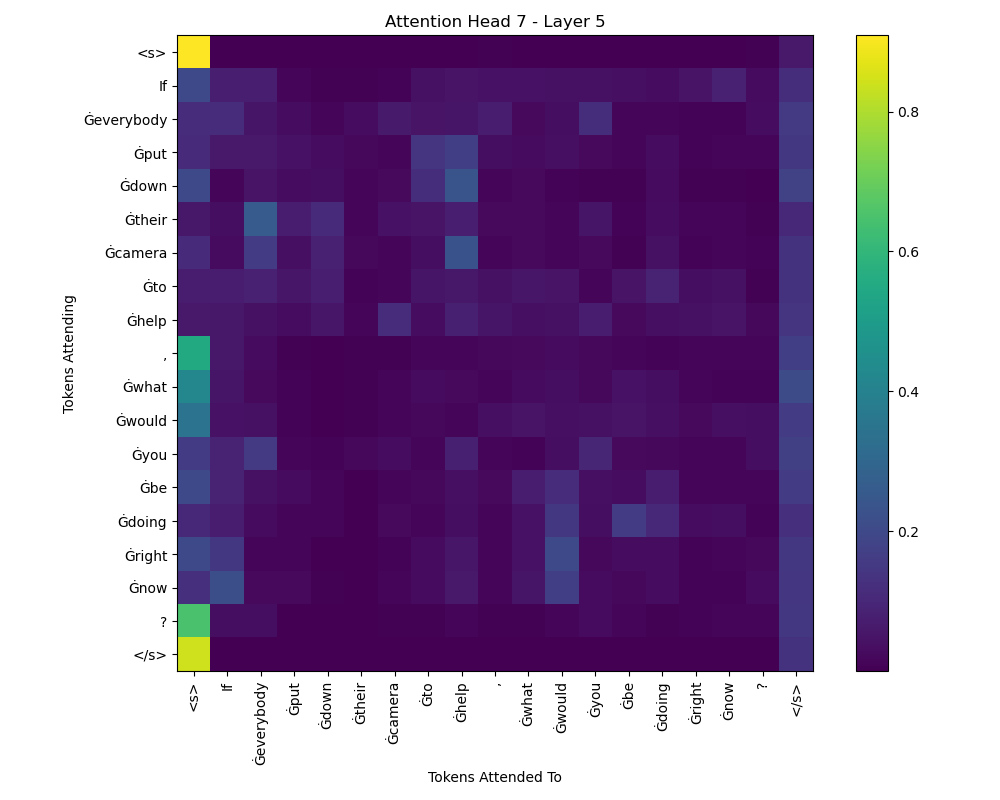 Attention Head 7 - Layer 5
<s>
If
Ġeverybody
Ġput
Ġdown
Ġtheir
Ġcamera
Ġto
Ġhelp
,
Ġwhat
Ġwould
Ġyou
Ġbe
Ġdoing
Ġright
Ġnow
?
</s>
Tokens Attending
<s>
If
Ġeverybody
Ġput
Ġdown
Ġtheir
Ġcamera
Ġto
Ġhelp
,
Ġwhat
Ġwould
Ġyou
Ġbe
Ġdoing
Ġright
Ġnow
?
</s>
Tokens Attended To
0.8
0.6
0.4
0.2